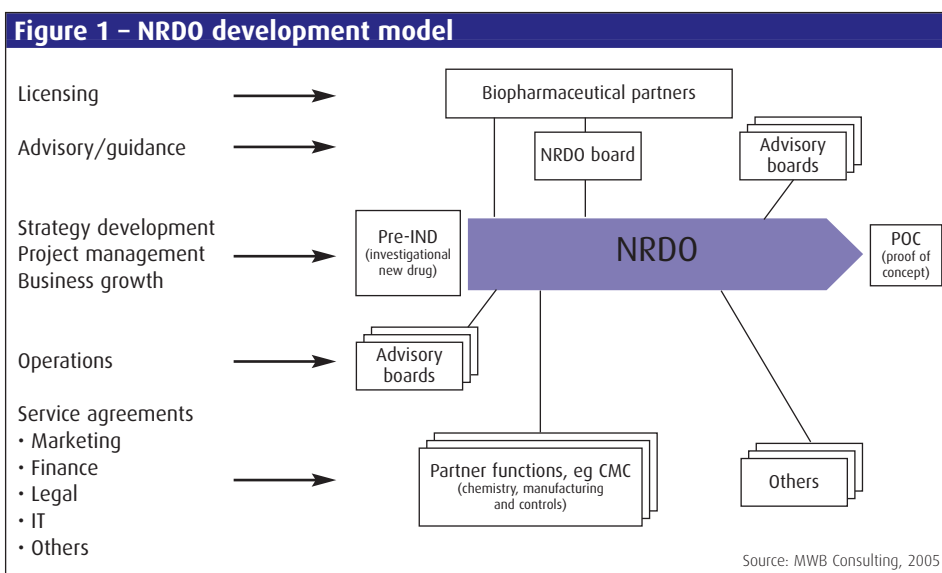 Figure 1 – NRDO development model
Licensing
Biopharmaceutical partners
Advisory/guidance
NRDO board
Advisory
boards
Strategy development
Project management
Business growth
Pre-IND
(investigational
new drug)
NRDO
POC
(proof of
concept)
Operations
Advisory
boards
Service agreements
• Marketing
• Finance
• Legal
• IT
• Others
Partner functions, eg CMC
(chemistry, manufacturing
and controls)
Others
Source: MWB Consulting, 2005